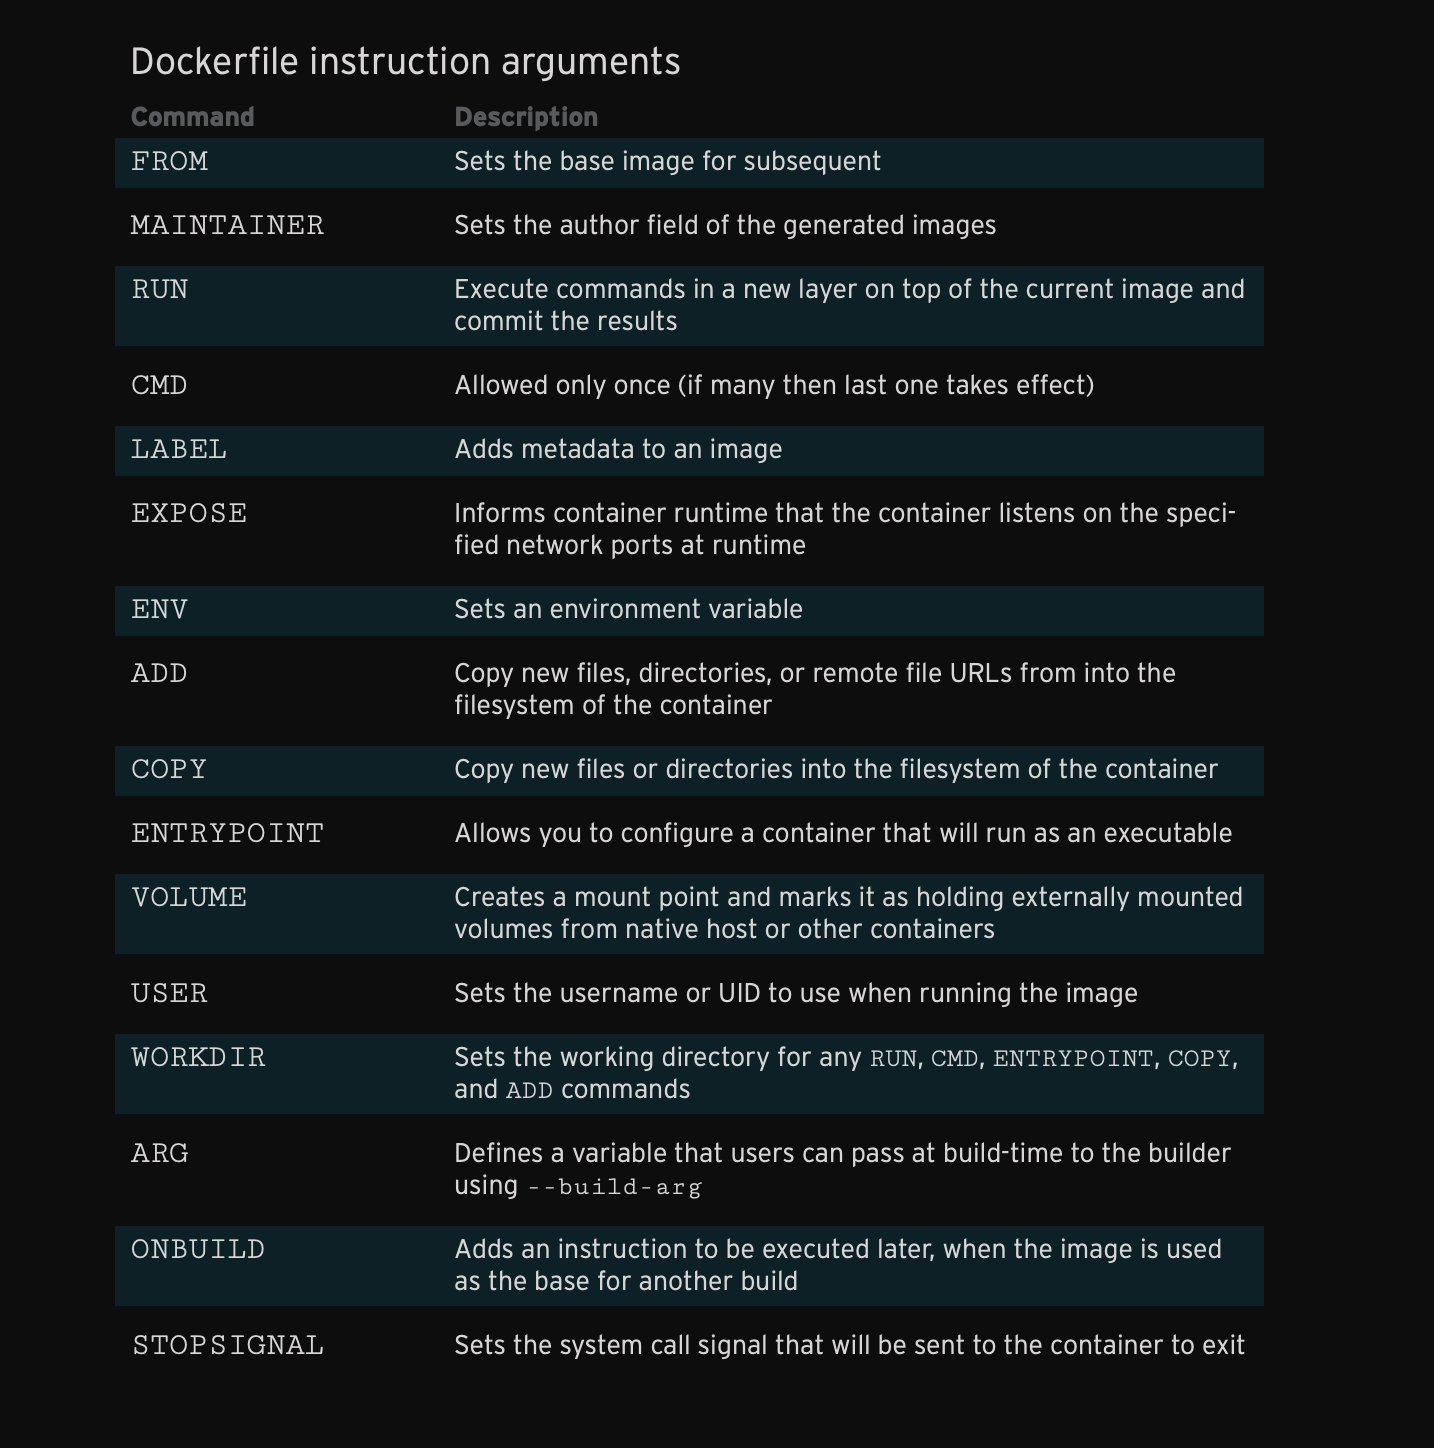 Dockerfile instruction arguments
Command Description
FROM Sets the base image for subsequent
MAINTAINER Sets the author field of the generated images
RUN Execute commands in a new layer on top of the current image and
commit the results
CMD Allowed only once (if many then last one takes effect)
LABEL Adds metadata to an image
EXPOSE Informs container runtime that the container listens on the speci-
fied network ports at runtime
ENV Sets an environment variable
ADD Copy new files, directories, or remote file URLs from into the
filesystem of the container
COPY Copy new files or directories into the filesystem of the container
ENTRYPOINT Allows you to configure a container that will run as an executable
VOLUME Creates a mount point and marks it as holding externally mounted
volumes from native host or other containers
USER Sets the username or UID to use when running the image
WORKDIR Sets the working directory for any RUN, CMD, ENTRYPOINT, COPY,
and ADD commands
ARG Defines a variable that users can pass at build-time to the builder
using --build-arg
ONBUILD Adds an instruction to be executed later, when the image is used
as the base for another build
STOPSIGNAL Sets the system call signal that will be sent to the container to exit